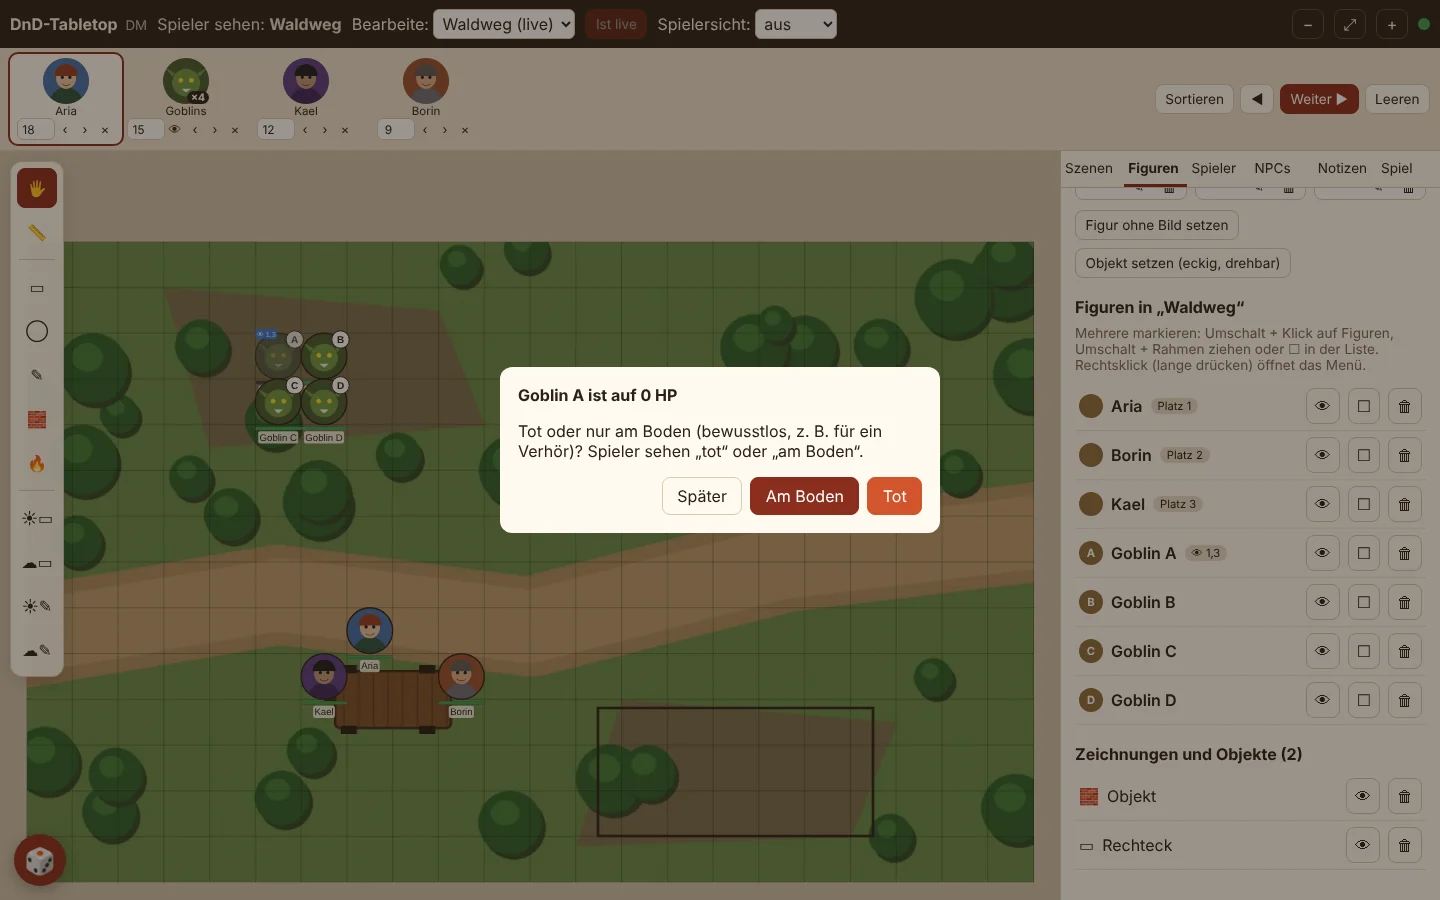 DnD-Tabletop DM Spieler sehen: Waldweg Bearbeite: Waldweg (live) Ist live Spielersicht: aus
Aria
18
×4
Goblins
15
Kael
12
Borin
9
Sortieren
Weiter
Leeren
Szenen Figuren Spieler NPCs Notizen Spiel
Figur ohne Bild setzen
Objekt setzen (eckig, drehbar)
Figuren in „Waldweg“
Mehrere markieren: Umschalt + Klick auf Figuren,
Umschalt + Rahmen ziehen oder ☐ in der Liste.
Rechtsklick (lange drücken) öffnet das Menü.
Aria Platz 1
Borin Platz 2
Kael Platz 3
A Goblin A 1,3
B Goblin B
C Goblin C
D Goblin D
Zeichnungen und Objekte (2)
Objekt
Rechteck
1,3
A
B
C
D
Goblin C
Goblin D
Aria
Kael
Borin
Goblin A ist auf 0 HP
Tot oder nur am Boden (bewusstlos, z. B. für ein
Verhör)? Spieler sehen „tot“ oder „am Boden“.
Später
Am Boden
Tot